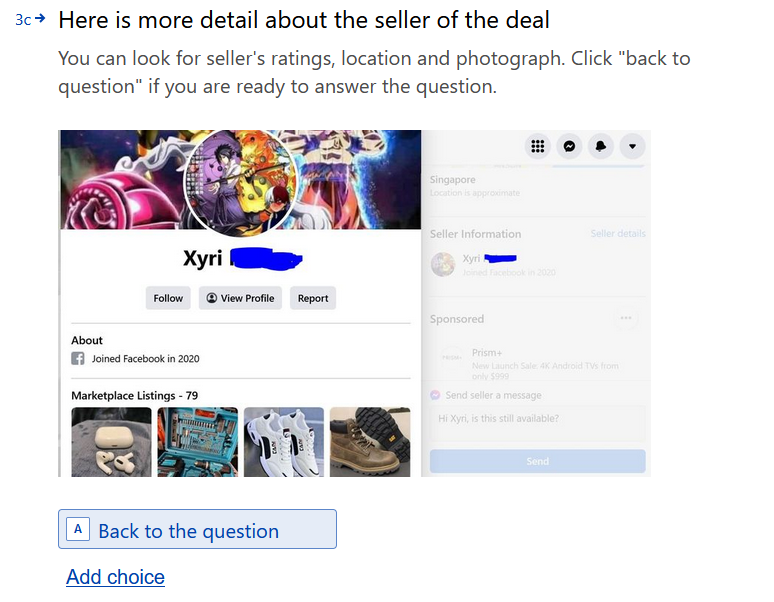 3c→ Here is more detail about the seller of the deal
You can look for seller's ratings, location and photograph. Click "back to
question" if you are ready to answer the question.
Xyri
Follow
View Profile
Report
About
Joined Facebook in 2020
Marketplace Listings - 79
Singapore
Location is approximate
Seller Information
Seller details
Xyri
Joined Facebook in 2020
Sponsored
Prism+
New Launch Sale: 4K Android TVs from
only $999
Send seller a message
Hi Xyri, is this still available?
Send
A Back to the question
Add choice